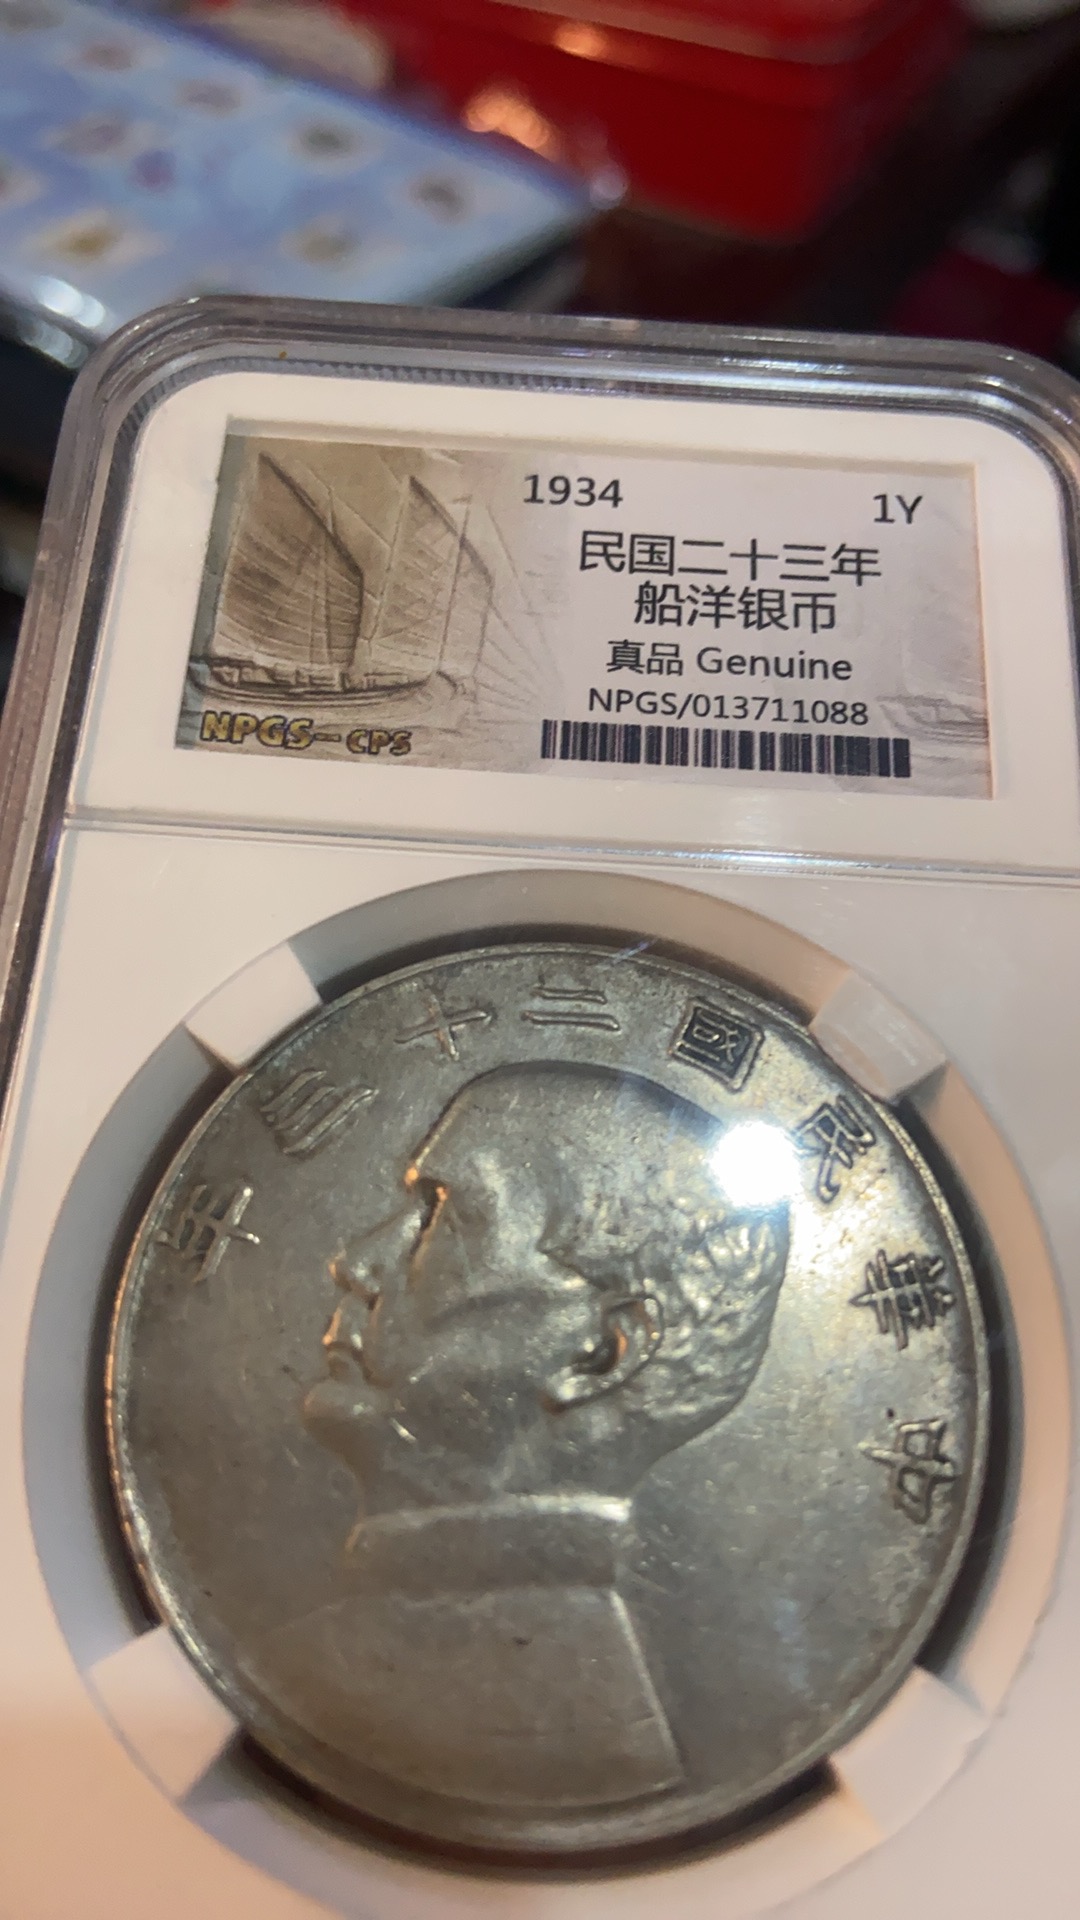 1934 1Y
民国二十三年
船洋银币
真品 Genuine
NPGS/013711088
NPGS-CPS
年三十二國民華中